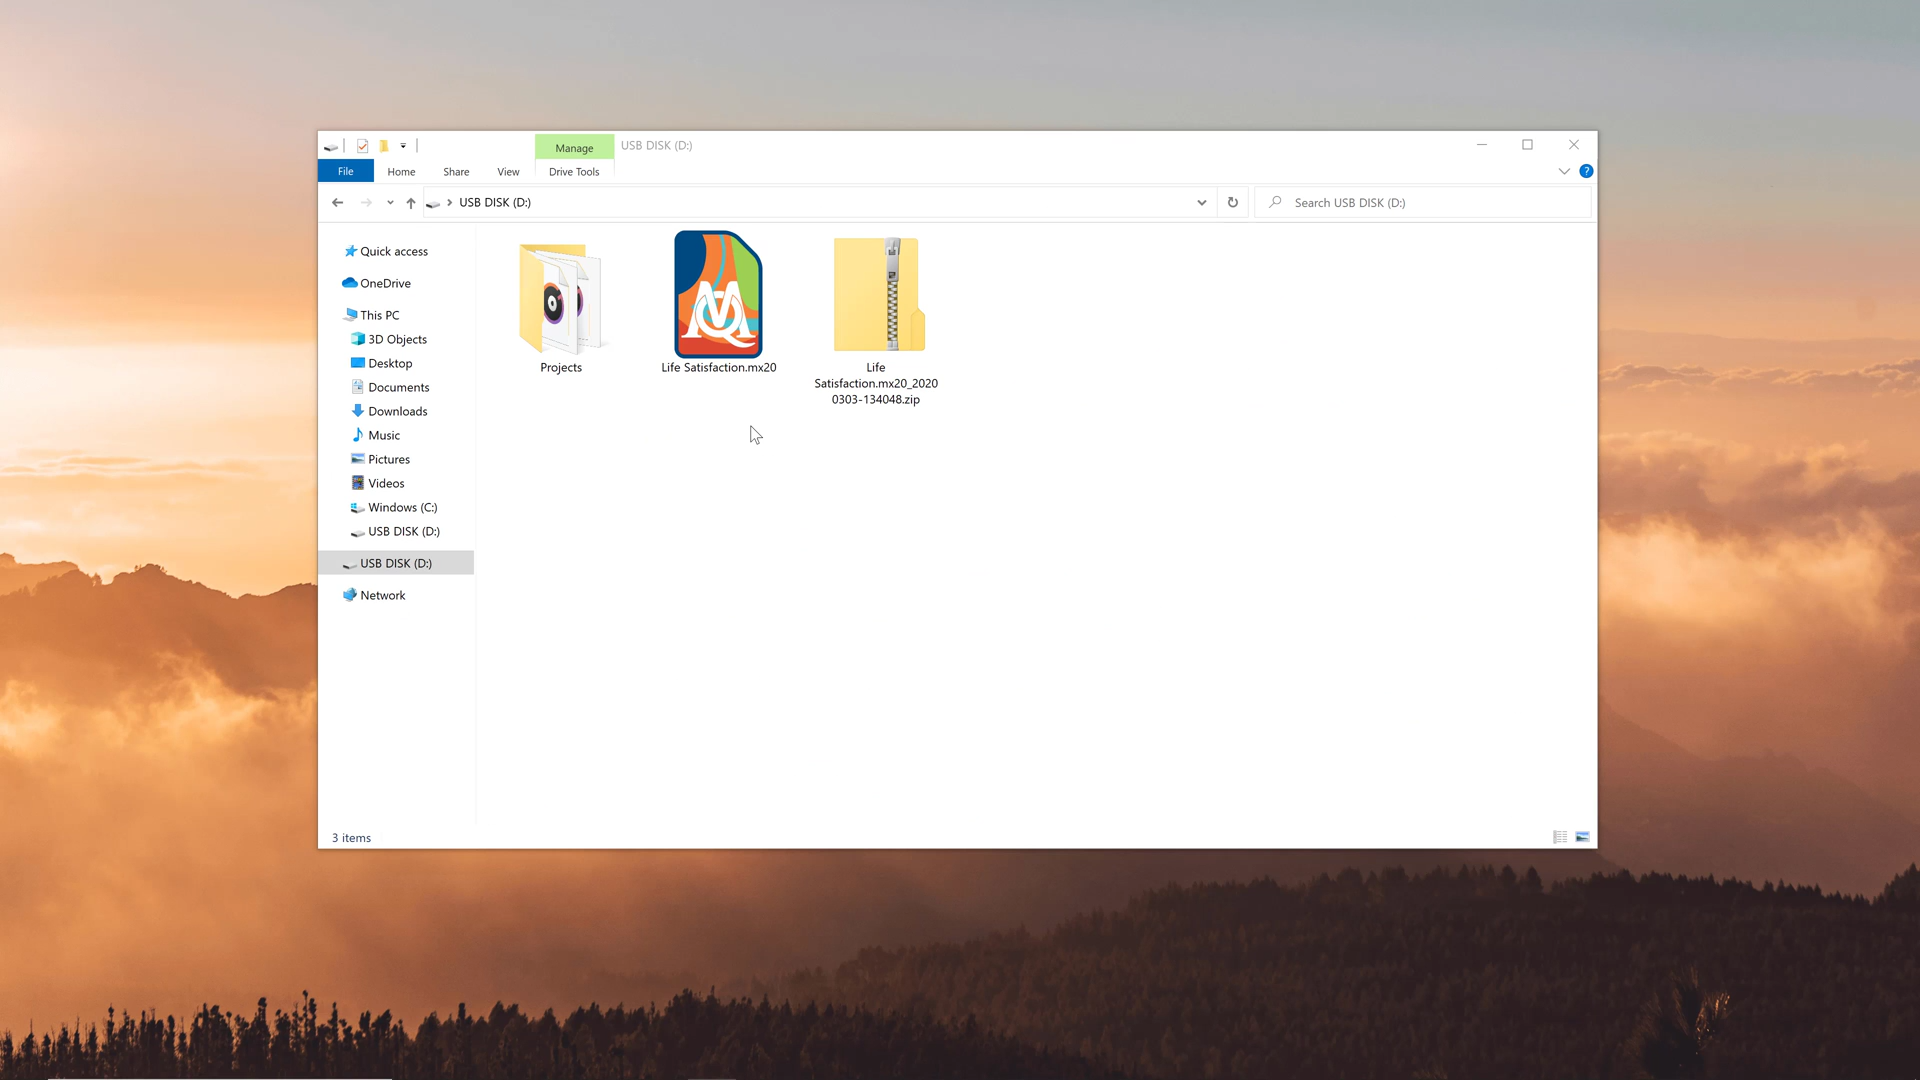 Manage
USB DISK (D:)
File
Home
Share
View
Drive Tools
?
USB DISK (D:)
Search USB DISK (D:)
Quick access
OneDrive
This PC
3D Objects
Desktop
Documents
Downloads
Music
Pictures
Videos
Windows (C:)
USB DISK (D:)
USB DISK (D:)
Network
Projects
MQ
Life Satisfaction.mx20
Life
Satisfaction.mx20_2020
0303-134048.zip
3 items